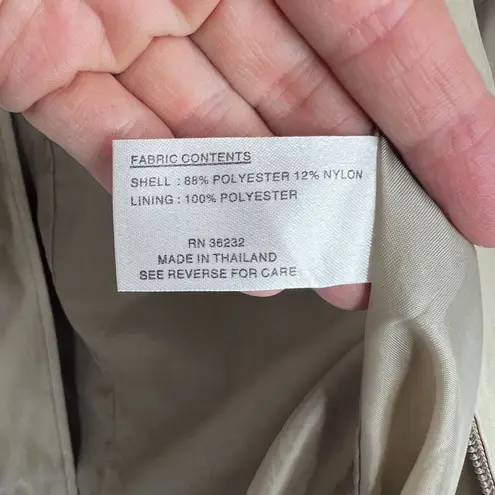 FABRIC CONTENTS
SHELL : 88% POLYESTER 12% NYLON
LINING : 100% POLYESTER
RN 36232
MADE IN THAILAND
SEE REVERSE FOR CARE